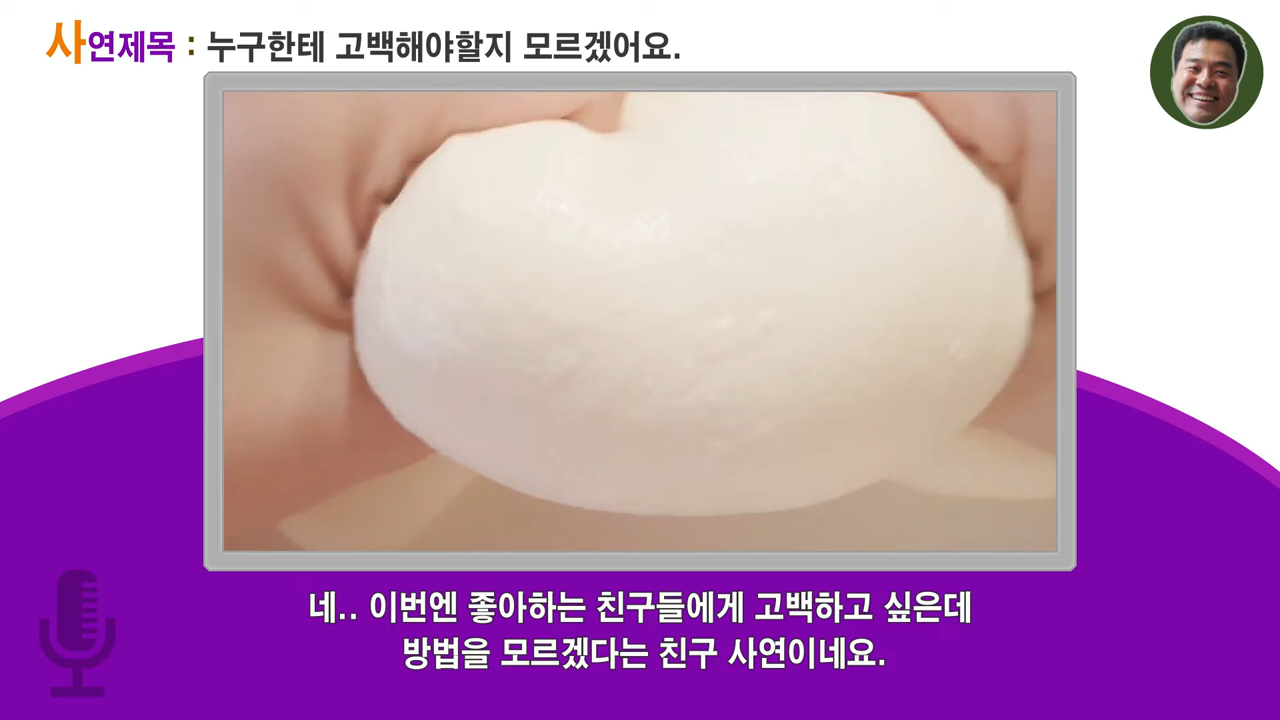 사연제목 : 누구한테 고백해야할지 모르겠어요.
네.. 이번엔 좋아하는 친구들에게 고백하고 싶은데
방법을 모르겠다는 친구 사연이네요.